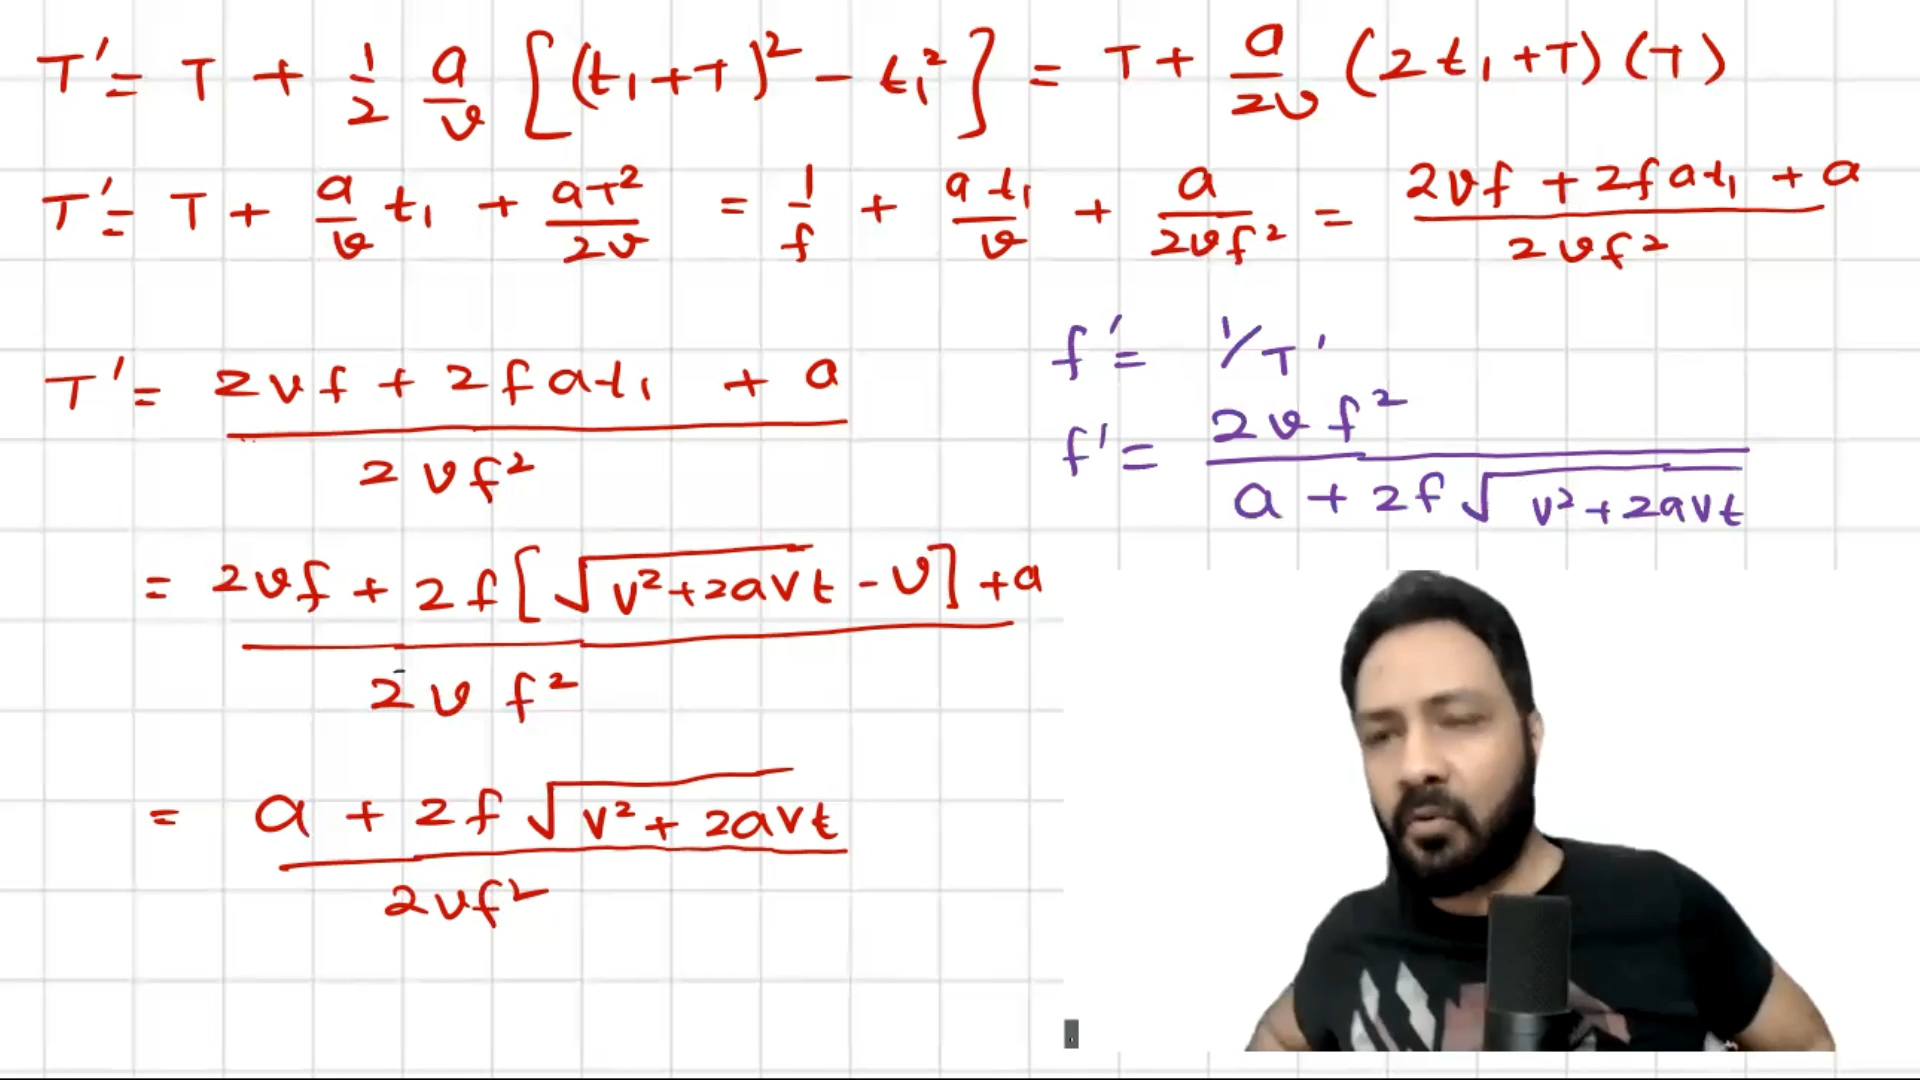 T' = T + 1/2 a/v [(t₁+T)² - t₁²] = T + a/2v (2t₁+T)(T)
T' = T + a/v t₁ + aT²/2v = 1/f + at₁/v + a/2vf² = (2vf + 2fat₁ + a)/2vf²
f' = 1/T'
T' = (2vf + 2fat₁ + a)/2vf²
f' = 2vf²/(a + 2f√(v²+2avt))
= (2vf + 2f[√(v²+2avt) - v] + a)/2vf²
= (a + 2f√(v²+2avt))/2vf²